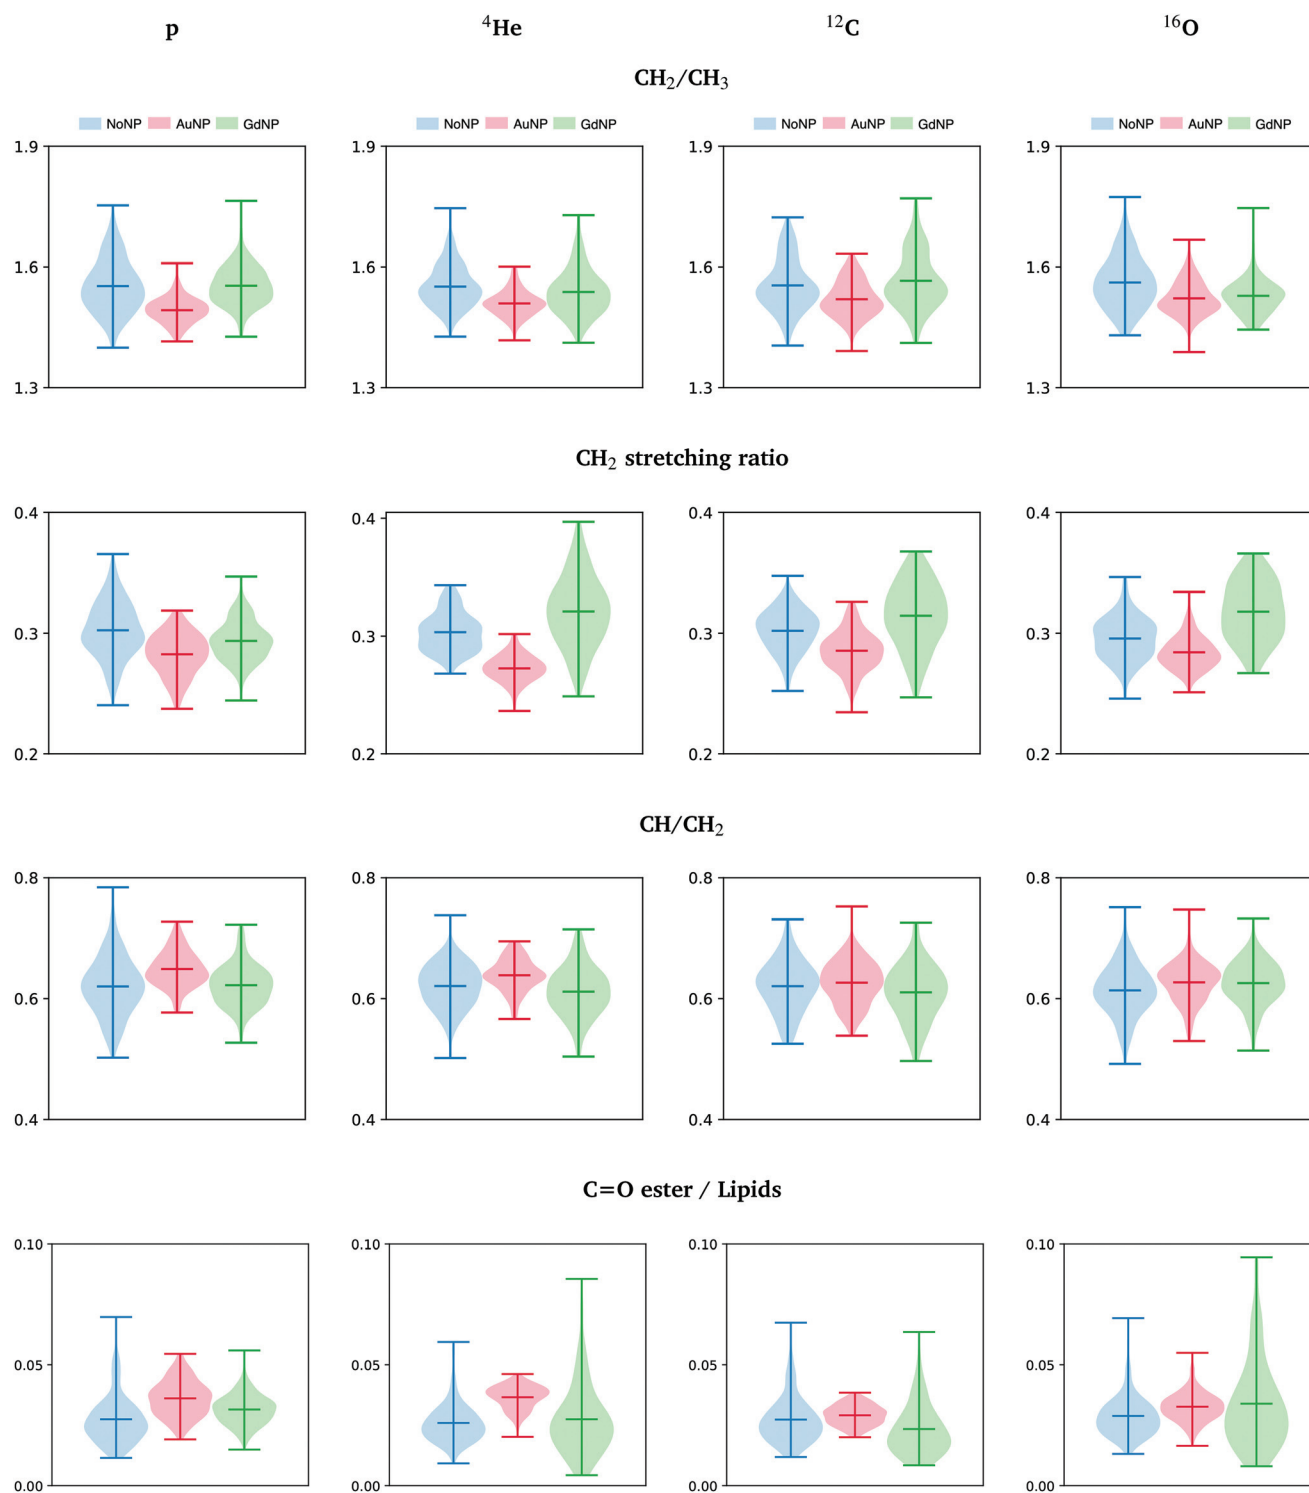 p ⁴He ¹²C ¹⁶O
CH₂/CH₃
NoNP AuNP GdNP NoNP AuNP GdNP NoNP AuNP GdNP NoNP AuNP GdNP
1.9 1.9 1.9 1.9
1.6 1.6 1.6 1.6
1.3 1.3 1.3 1.3
CH₂ stretching ratio
0.4 0.4 0.4 0.4
0.3 0.3 0.3 0.3
0.2 0.2 0.2 0.2
CH/CH₂
0.8 0.8 0.8 0.8
0.6 0.6 0.6 0.6
0.4 0.4 0.4 0.4
C=O ester / Lipids
0.10 0.10 0.10 0.10
0.05 0.05 0.05 0.05
0.00 0.00 0.00 0.00